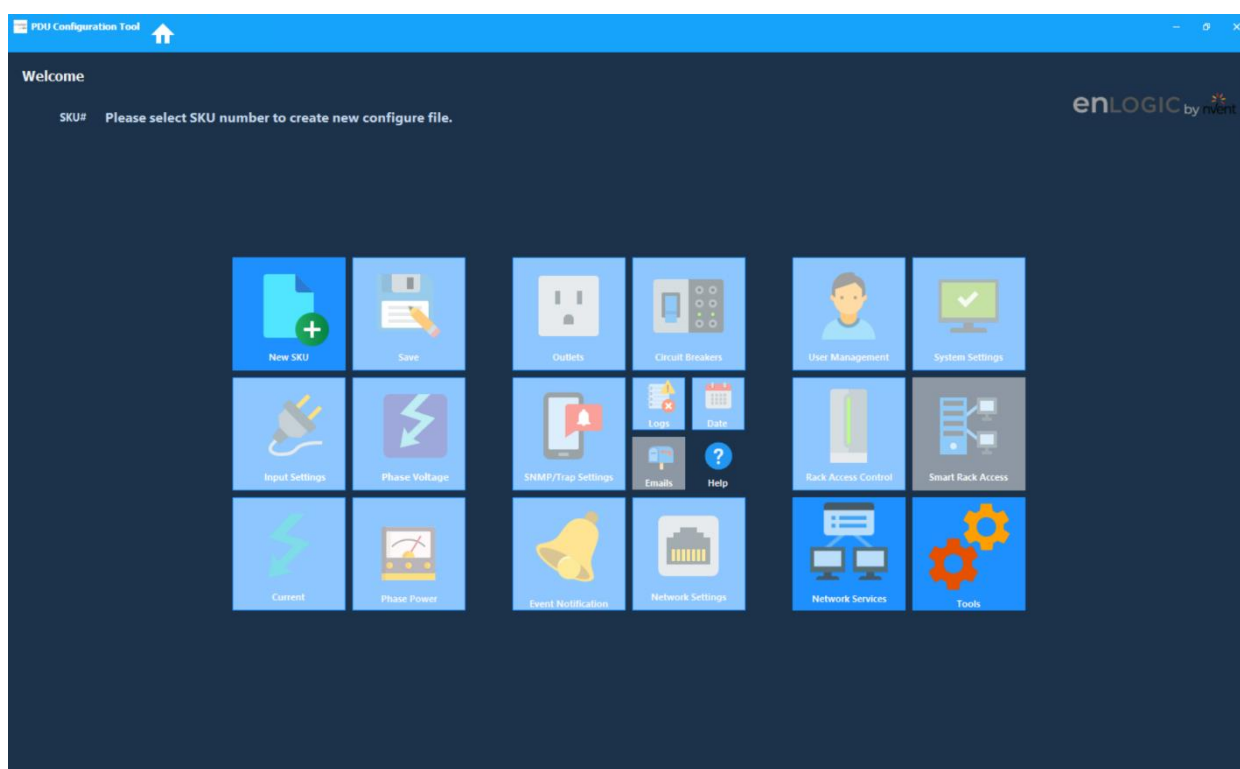 PDU Configuration Tool
Welcome
SKU# Please select SKU number to create new configure file.
enLOGIC by nvent
New SKU
Save
Outlets
Circuit Breakers
User Management
System Settings
Input Settings
Phase Voltage
SNMP/Trap Settings
Logs
Date
Emails
Help
Rack Access Control
Smart Rack Access
Current
Phase Power
Event Notification
Network Settings
Network Services
Tools